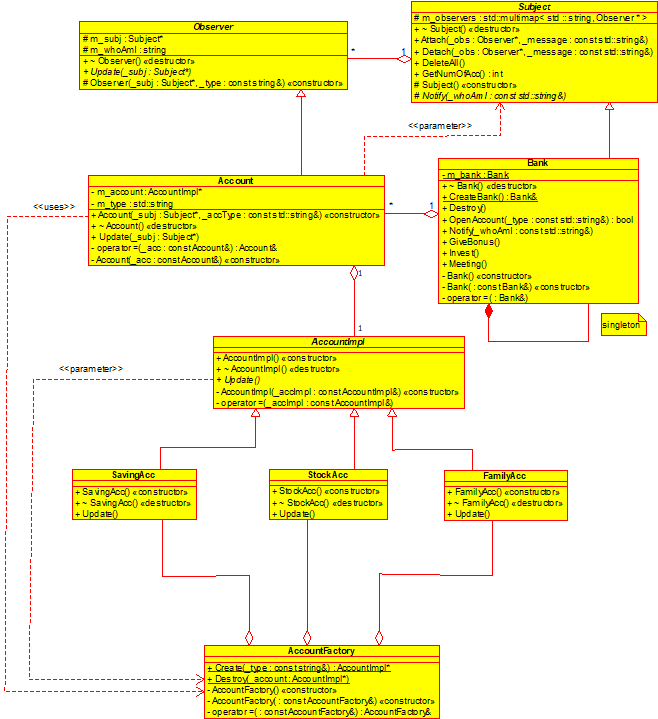 Observer
# m_subj : Subject*
# m_whoAmI : string
+ ~ Observer() «destructor»
+ Update(_subj : Subject*)
# Observer(_subj : Subject*, _type : const string&) «constructor»
Subject
# m_observers : std::multimap< std ::string, Observer * >
+ ~ Subject() «destructor»
+ Attach(_obs : Observer*, _message : const std::string&)
+ Detach(_obs : Observer*, _message : const std::string&)
+ DeleteAll()
+ GetNumOfAcc() : int
# Subject() «constructor»
# Notify(_whoAmI : const std::string&)
* 1
<<parameter>>
<<uses>>
Account
- m_account : AccountImpl*
- m_type : std::string
+ Account(_subj : Subject*, _accType : const std::string&) «constructor»
+ ~ Account() «destructor»
+ Update(_subj : Subject*)
- operator =(_acc : const Account&) : Account&
- Account(_acc : const Account&) «constructor»
* 1
Bank
- m_bank : Bank
+ ~ Bank() «destructor»
+ CreateBank() : Bank&
+ Destroy()
+ OpenAccount(_type : const std::string&) : bool
+ Notify(_whoAmI : const std::string&)
+ GiveBonus()
+ Invest()
+ Meeting()
- Bank() «constructor»
- Bank( : const Bank&) «constructor»
- operator =( : Bank&)
singleton
1
1
AccountImpl
+ AccountImpl() «constructor»
+ ~ AccountImpl() «destructor»
+ Update()
- AccountImpl(_accImpl : const AccountImpl&) «constructor»
- operator =(_accImpl : const AccountImpl&)
<<parameter>>
SavingAcc
+ SavingAcc() «constructor»
+ ~ SavingAcc() «destructor»
+ Update()
StockAcc
+ StockAcc() «constructor»
+ ~ StockAcc() «destructor»
+ Update()
FamilyAcc
+ FamilyAcc() «constructor»
+ ~ FamilyAcc() «destructor»
+ Update()
AccountFactory
+ Create(_type : const string&) : AccountImpl*
+ Destroy(_account : AccountImpl*)
- AccountFactory() «constructor»
- AccountFactory( : const AccountFactory&) «constructor»
- operator =( : const AccountFactory&) : AccountFactory&